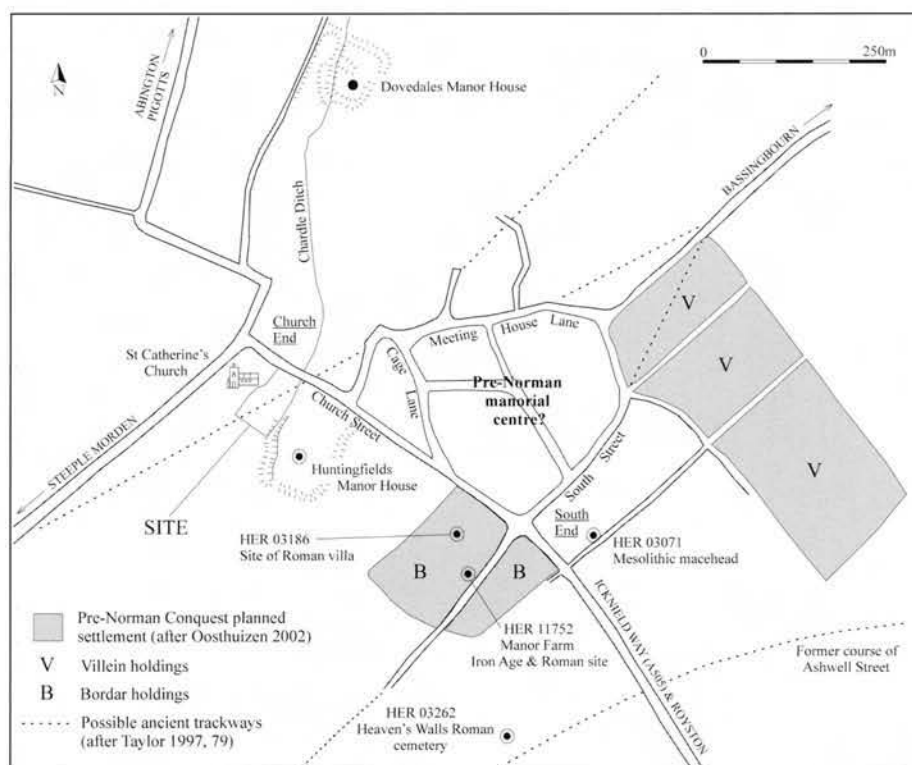 0 250m
N
ABINGTON
PIGOTTS
Dovedales Manor House
BASSINGBOURN
Chardle Ditch
Church
End
St Catherine's
Church
Meeting House Lane
Cage Lane
Pre-Norman
manorial
centre?
Church Street
V
V
V
STEEPLE MORDEN
Huntingfields
Manor House
South Street
South
End
SITE
HER 03186
Site of Roman villa
HER 03071
Mesolithic macehead
B
B
HER 11752
Manor Farm
Iron Age & Roman site
ICKNIELD WAY (A505) & ROYSTON
Former course of
Ashwell Street
HER 03262
Heaven's Walls Roman
cemetery
Pre-Norman Conquest planned
settlement (after Oosthuizen 2002)
V Villein holdings
B Bordar holdings
Possible ancient trackways
(after Taylor 1997, 79)